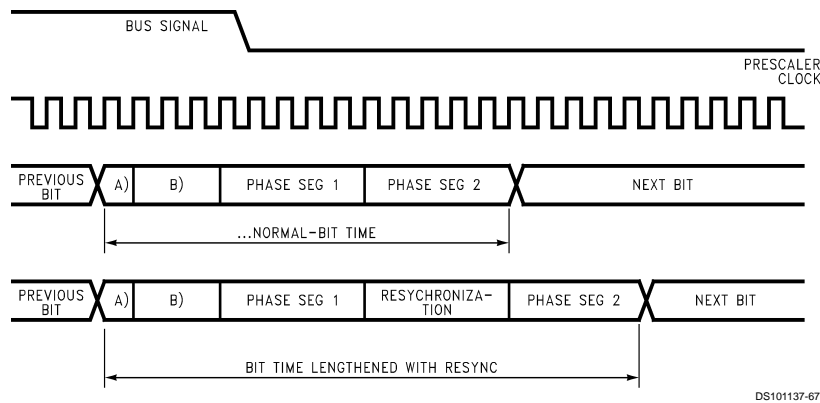 BUS SIGNAL
PRESCALER
CLOCK
PREVIOUS
BIT
A)
B)
PHASE SEG 1
PHASE SEG 2
NEXT BIT
...NORMAL-BIT TIME
PREVIOUS
BIT
A)
B)
PHASE SEG 1
RESYCHRONIZA-
TION
PHASE SEG 2
NEXT BIT
BIT TIME LENGTHENED WITH RESYNC
DS101137-67